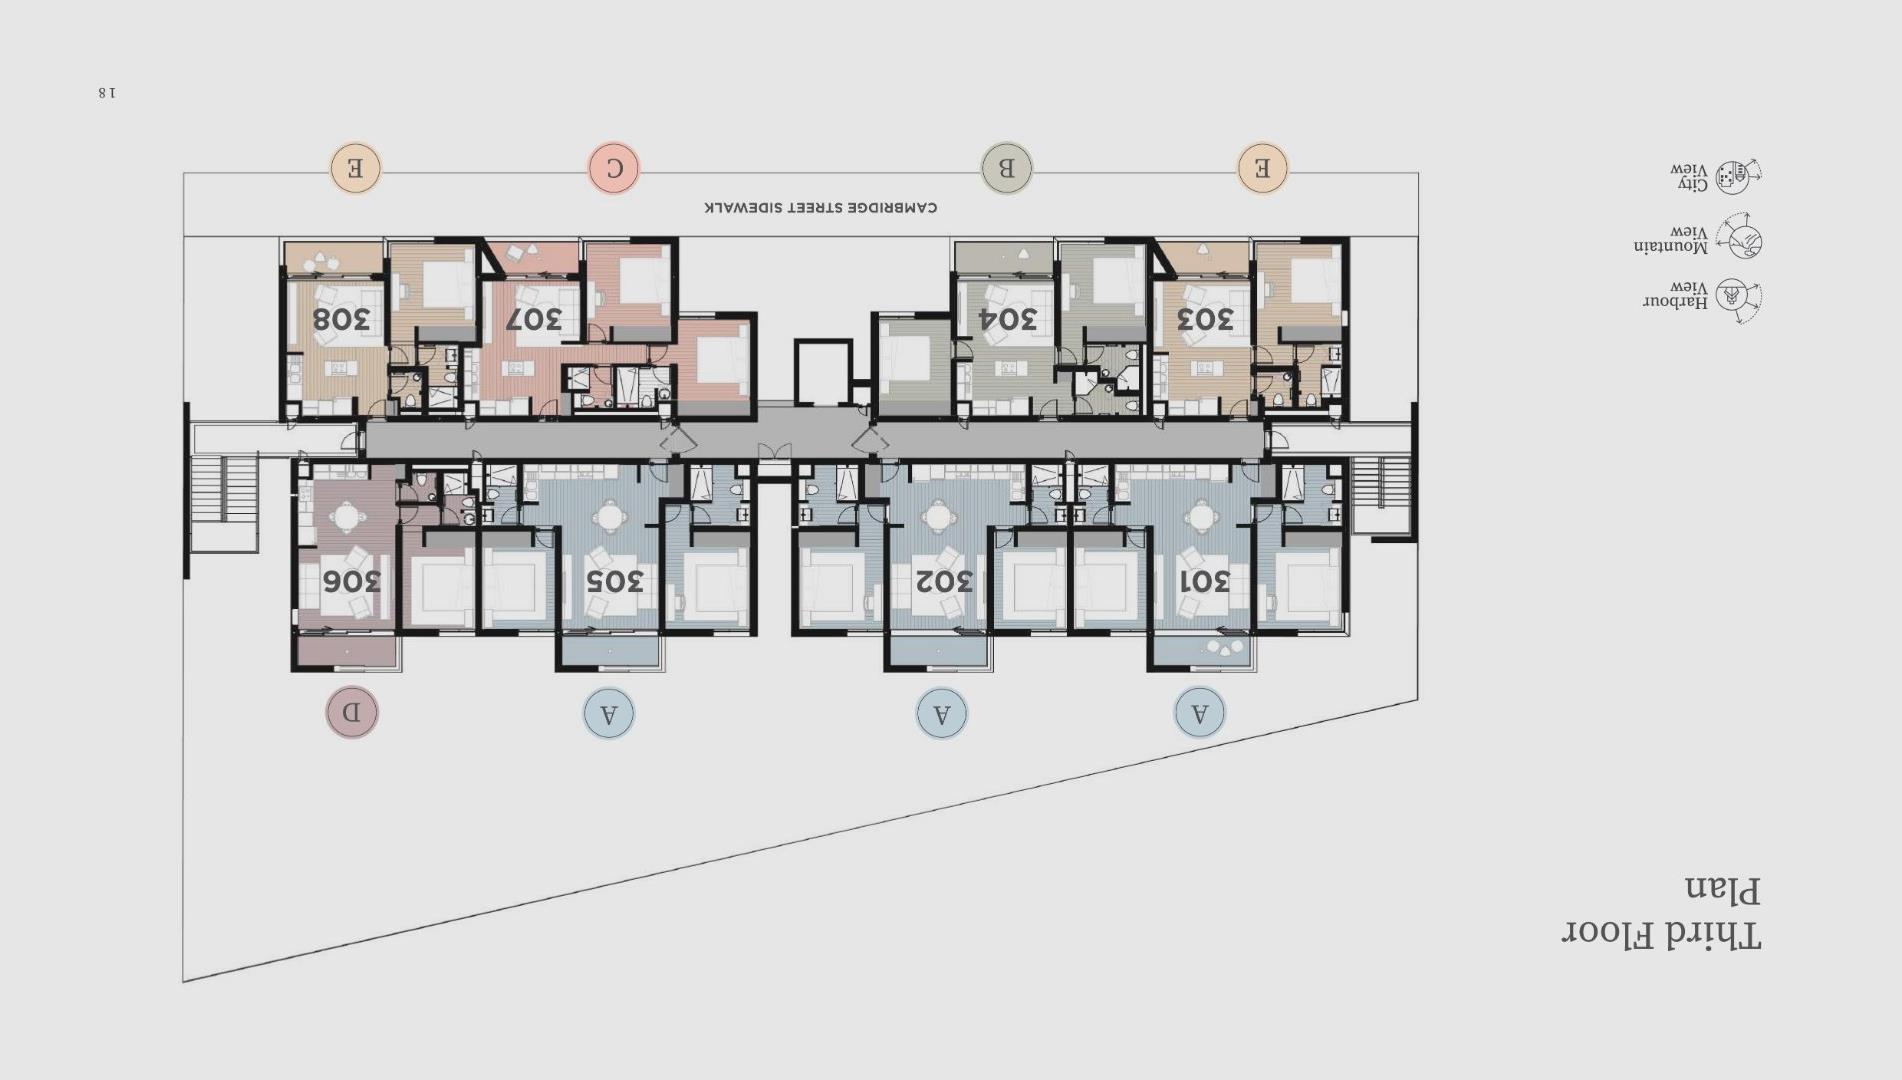 Third Floor
Plan
Harbour
View
Mountain
View
City
View
A
A
A
D
301
302
305
306
303
304
307
308
CAMBRIDGE STREET SIDEWALK
E
B
C
E
18